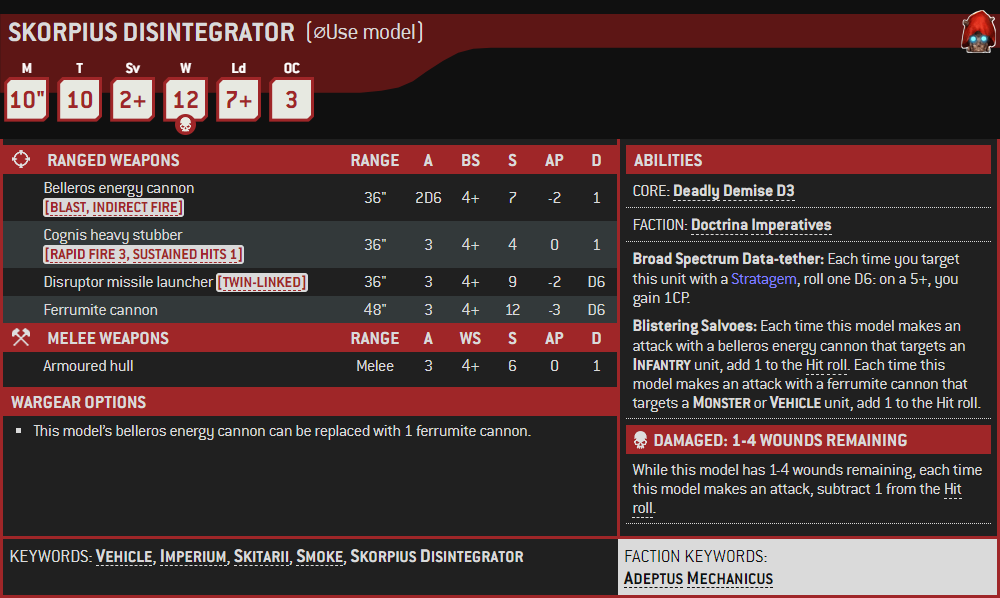 SKORPIUS DISINTEGRATOR (⌀Use model)
M T Sv W Ld OC
10" 10 2+ 12 7+ 3
RANGED WEAPONS RANGE A BS S AP D
Belleros energy cannon
[BLAST, INDIRECT FIRE] 36" 2D6 4+ 7 -2 1
Cognis heavy stubber
[RAPID FIRE 3, SUSTAINED HITS 1] 36" 3 4+ 4 0 1
Disruptor missile launcher [TWIN-LINKED] 36" 3 4+ 9 -2 D6
Ferrumite cannon 48" 3 4+ 12 -3 D6
MELEE WEAPONS RANGE A WS S AP D
Armoured hull Melee 3 4+ 6 0 1
WARGEAR OPTIONS
▪ This model's belleros energy cannon can be replaced with 1 ferrumite cannon.
ABILITIES
CORE: Deadly Demise D3
FACTION: Doctrina Imperatives
Broad Spectrum Data-tether: Each time you target
this unit with a Stratagem, roll one D6: on a 5+, you
gain 1CP.
Blistering Salvoes: Each time this model makes an
attack with a belleros energy cannon that targets an
INFANTRY unit, add 1 to the Hit roll. Each time this
model makes an attack with a ferrumite cannon that
targets a MONSTER or VEHICLE unit, add 1 to the Hit roll.
DAMAGED: 1-4 WOUNDS REMAINING
While this model has 1-4 wounds remaining, each time
this model makes an attack, subtract 1 from the Hit
roll.
KEYWORDS: VEHICLE, IMPERIUM, SKITARII, SMOKE, SKORPIUS DISINTEGRATOR
FACTION KEYWORDS:
ADEPTUS MECHANICUS